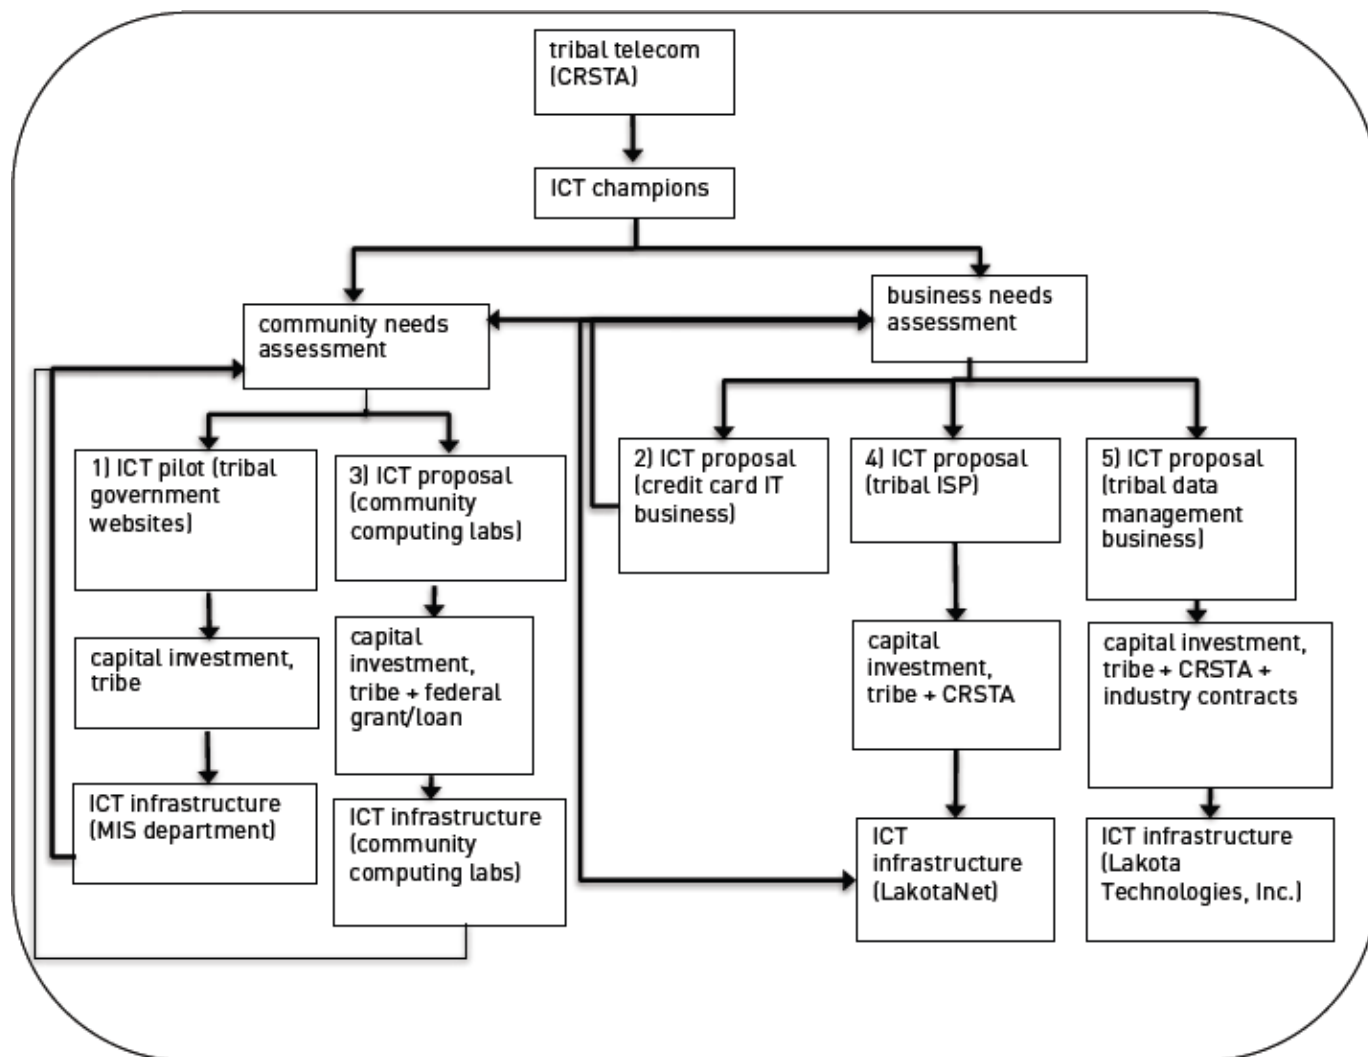 tribal telecom
(CRSTA)
ICT champions
community needs
assessment
business needs
assessment
1) ICT pilot (tribal
government
websites)
3) ICT proposal
(community
computing labs)
2) ICT proposal
(credit card IT
business)
4) ICT proposal
(tribal ISP)
5) ICT proposal
(tribal data
management
business)
capital investment,
tribe
capital
investment,
tribe + federal
grant/loan
capital
investment,
tribe + CRSTA
capital investment,
tribe + CRSTA +
industry contracts
ICT infrastructure
(MIS department)
ICT infrastructure
(community
computing labs)
ICT
infrastructure
(LakotaNet)
ICT infrastructure
(Lakota
Technologies, Inc.)